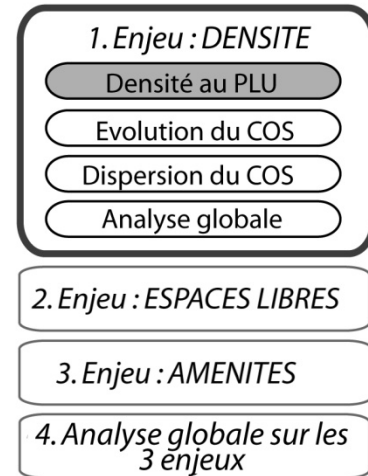 1. Enjeu : DENSITE
Densité au PLU
Evolution du COS
Dispersion du COS
Analyse globale
2. Enjeu : ESPACES LIBRES
3. Enjeu : AMENITES
4. Analyse globale sur les
3 enjeux